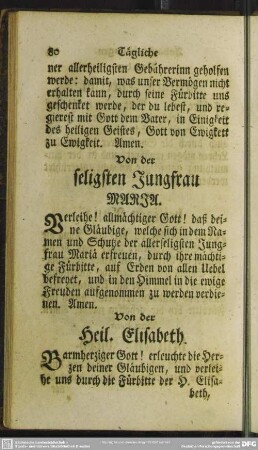 80 Tägliche
ner allerheiligsten Gebährerinn geholfen
werde: damit, was unser Vermögen nicht
erhalten kann, durch seine Fürbitte uns
geschenket werde, der du lebest, und re-
gierest mit Gott dem Vater, in Einigkeit
des heiligen Geistes, Gott von Ewigkett
zu Ewigkeit. Amen.
Von der
seligsten Jungfrau
MARJA.
Verleihe! allmächtiger Gott! daß dei-
ne Gläubige, welche sich in dem Na-
men und Schutze der allerseligsten Jung-
frau Mariä erfreuen, durch ihre mächti-
ge Fürbitte, auf Erden von allen Uebel
befreyet, und in den Himmel in die ewige
Freuden aufgenommen zu werden verdie-
nen. Amen.
Von der
Heil. Elisabeth.
Barmherziger Gott! erleuchte die Her-
zen deiner Gläubigen, und verlei-
he uns durch die Fürbitte der H. Elisa-
beth,
DFG